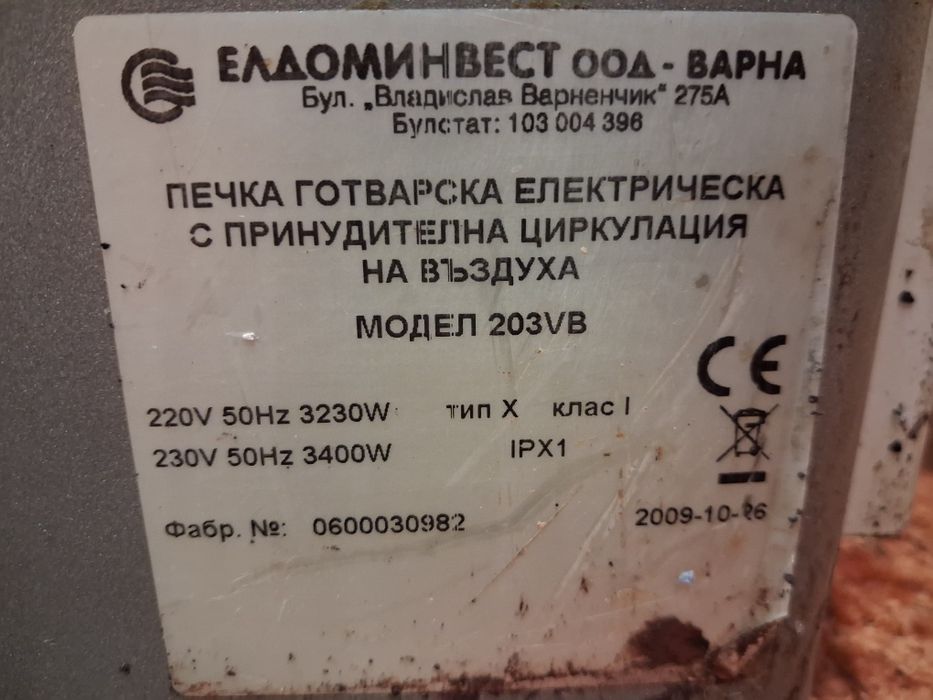 ЕЛДОМИНВЕСТ ООД - ВАРНА
Бул. „Владислав Варненчик" 275А
Булстат: 103 004 396
ПЕЧКА ГОТВАРСКА ЕЛЕКТРИЧЕСКА
С ПРИНУДИТЕЛНА ЦИРКУЛАЦИЯ
НА ВЪЗДУХА
МОДЕЛ 203VB
CE
220V 50Hz 3230W тип X клас I
230V 50Hz 3400W IPX1
Фабр. №: 0600030982